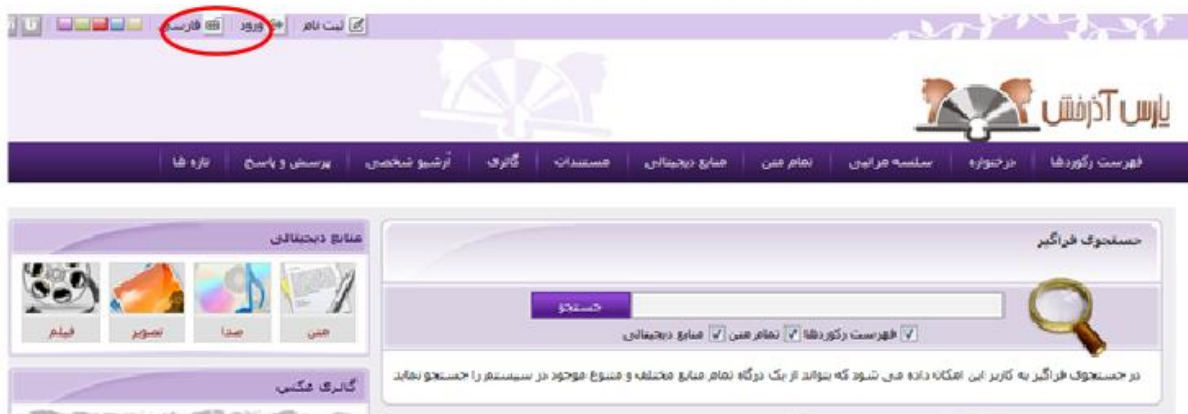 ثبت نام ورود فارسی
پارس آذرخش
فهرست رکوردها درختواره سلسه مراتبی تمام متن منابع دیجیتالی مستندات گالری آرشیو شخصی پرسش و پاسخ تازه ها
جستجوی فراگیر
جستجو
فهرست رکوردها تمام متن منابع دیجیتالی
در جستجوی فراگیر به کاربر این امکان داده می شود که بتواند از یک درگاه تمام منابع مختلف و متنوع موجود در سیستم را جستجو نماید
منابع دیجیتالی
متن صدا تصویر فیلم
گالری عکس